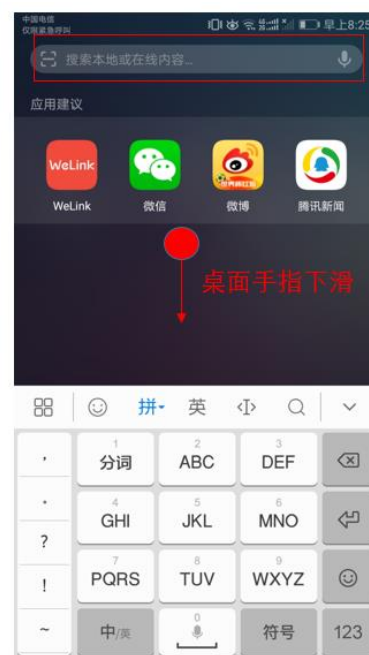 中国电信
仅限紧急呼叫
早上8:25
搜索本地或在线内容...
应用建议
WeLink
WeLink
微信
微博
腾讯新闻
桌面手指下滑
拼
英
,
1
分词
2
ABC
3
DEF
。
4
GHI
5
JKL
6
MNO
?
7
PQRS
8
TUV
9
WXYZ
!
~
中/英
0
符号
123